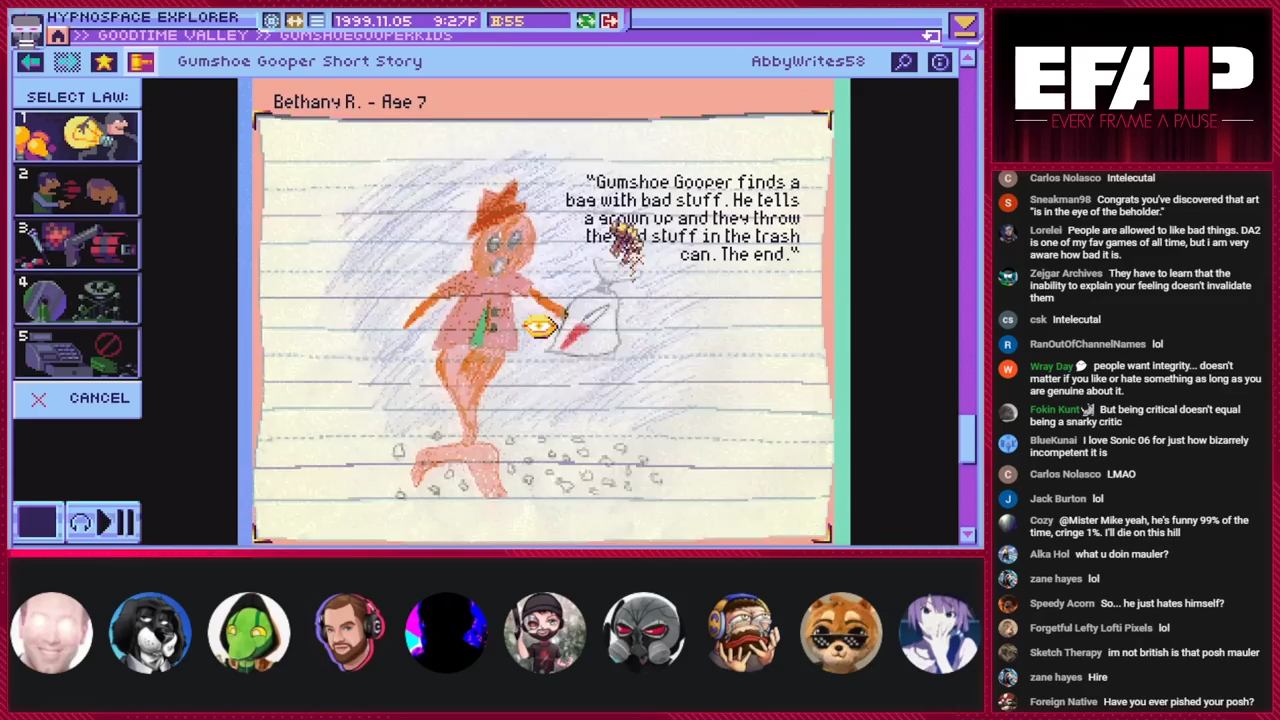 HYPNOSPACE EXPLORER
1999.11.05 9:27P
:55
>> GOODTIME VALLEY >> GUMSHOEGOOPERKIDS
Gumshoe Gooper Short Story
AbbyWrites58
SELECT LAW:
1
2
3
4
5
CANCEL
Bethany R. - Age 7
"Gumshoe Gooper finds a
bag with bad stuff. He tells
a grown up and they throw
stuff in the trash
can. The end."
EFAP
EVERY FRAME A PAUSE
Carlos Nolasco Intelecutal
Sneakman98 Congrats you've discovered that art
"is in the eye of the beholder."
Lorelei People are allowed to like bad things. DA2
is one of my fav games of all time, but i am very
aware how bad it is.
Zejgar Archives They have to learn that the
inability to explain your feeling doesn't invalidate
them
csk Intelecutal
RanOutOfChannelNames lol
Wray Day people want integrity... doesn't
matter if you like or hate something as long as you
are genuine about it.
Fokin Kunt But being critical doesn't equal
being a snarky critic
BlueKunai I love Sonic 06 for just how bizarrely
incompetent it is
Carlos Nolasco LMAO
Jack Burton lol
Cozy @Mister Mike yeah, he's funny 99% of the
time, cringe 1%. I'll die on this hill
Alka Hol what u doin mauler?
zane hayes lol
Speedy Acorn So... he just hates himself?
Forgetful Lefty Lofti Pixels lol
Sketch Therapy im not british is that posh mauler
zane hayes Hire
Foreign Native Have you ever pished your posh?